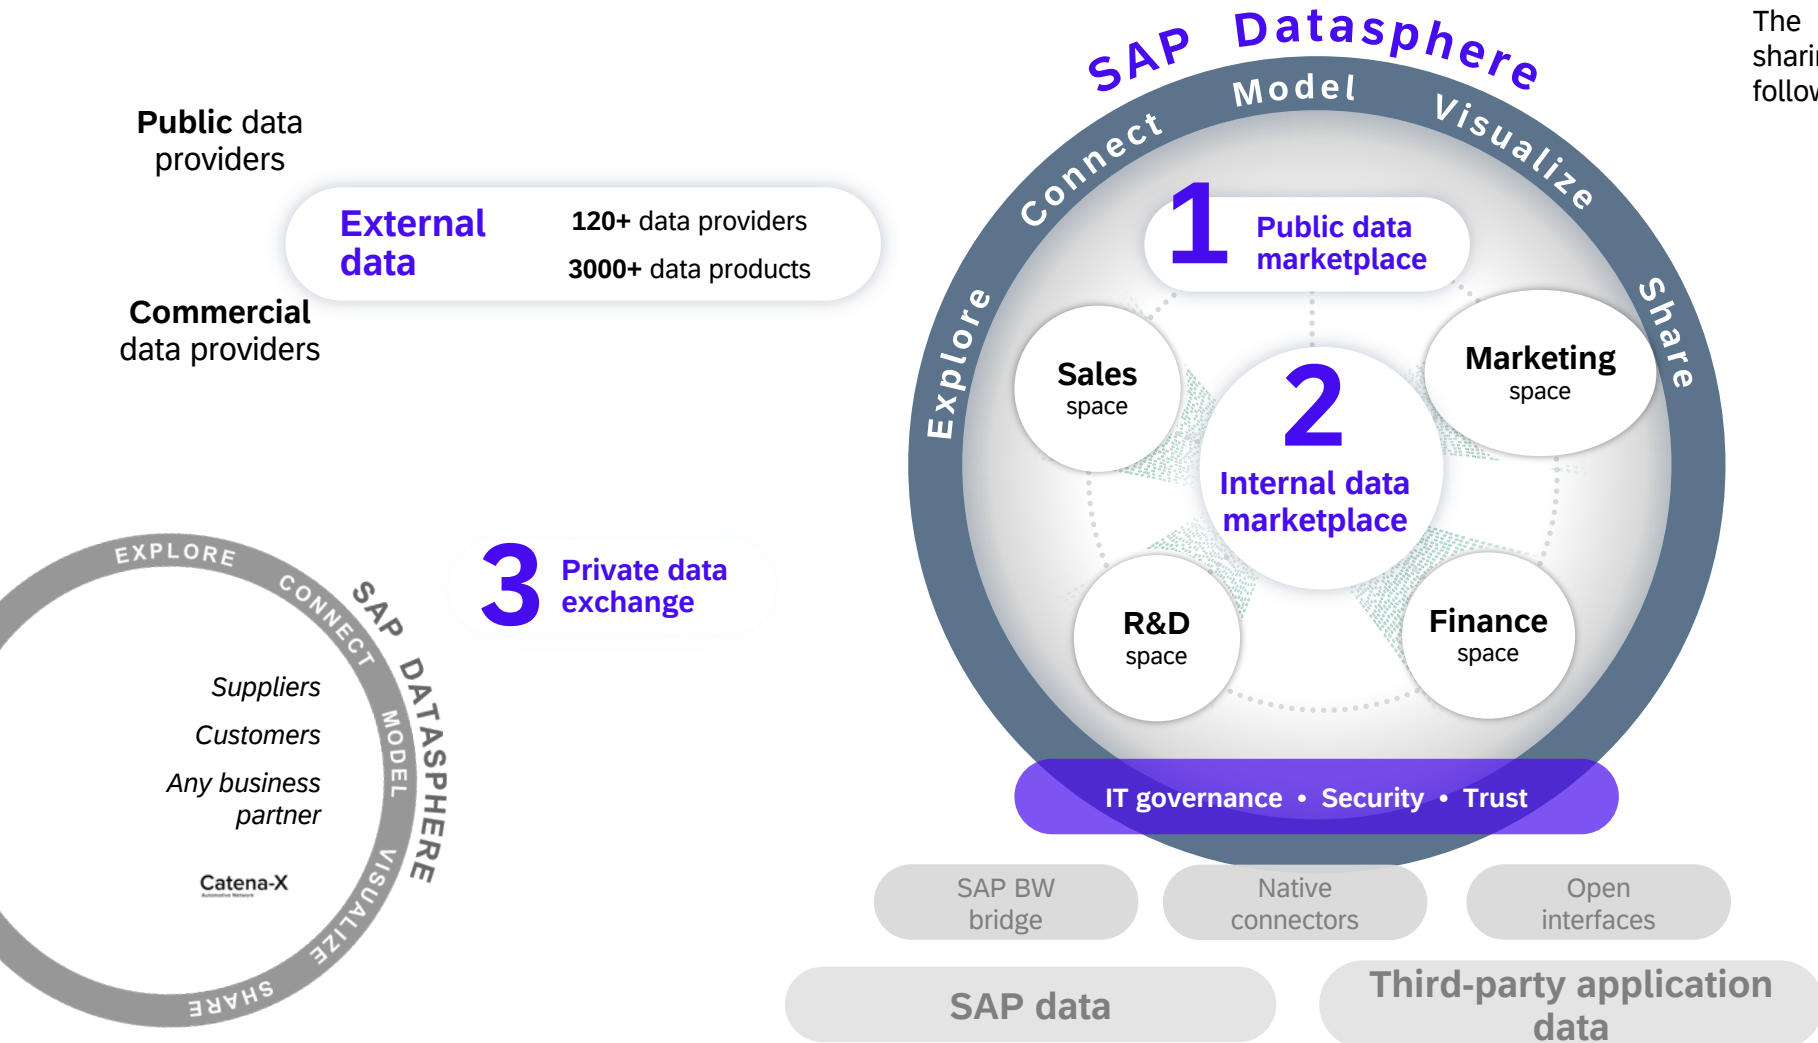 SAP Datasphere
Explore Connect Model Visualize Share
The
Public data
providers
External
data
120+ data providers
3000+ data products
Commercial
data providers
1
Public data
marketplace
Sales
space
Marketing
space
2
Internal data
marketplace
R&D
space
Finance
space
3
Private data
exchange
SAP DATASPHERE
EXPLORE CONNECT MODEL VISUALIZE SHARE
Suppliers
Customers
Any business
partner
Catena-X
Automotive Network
IT governance • Security • Trust
SAP BW
bridge
Native
connectors
Open
interfaces
SAP data
Third-party application
data